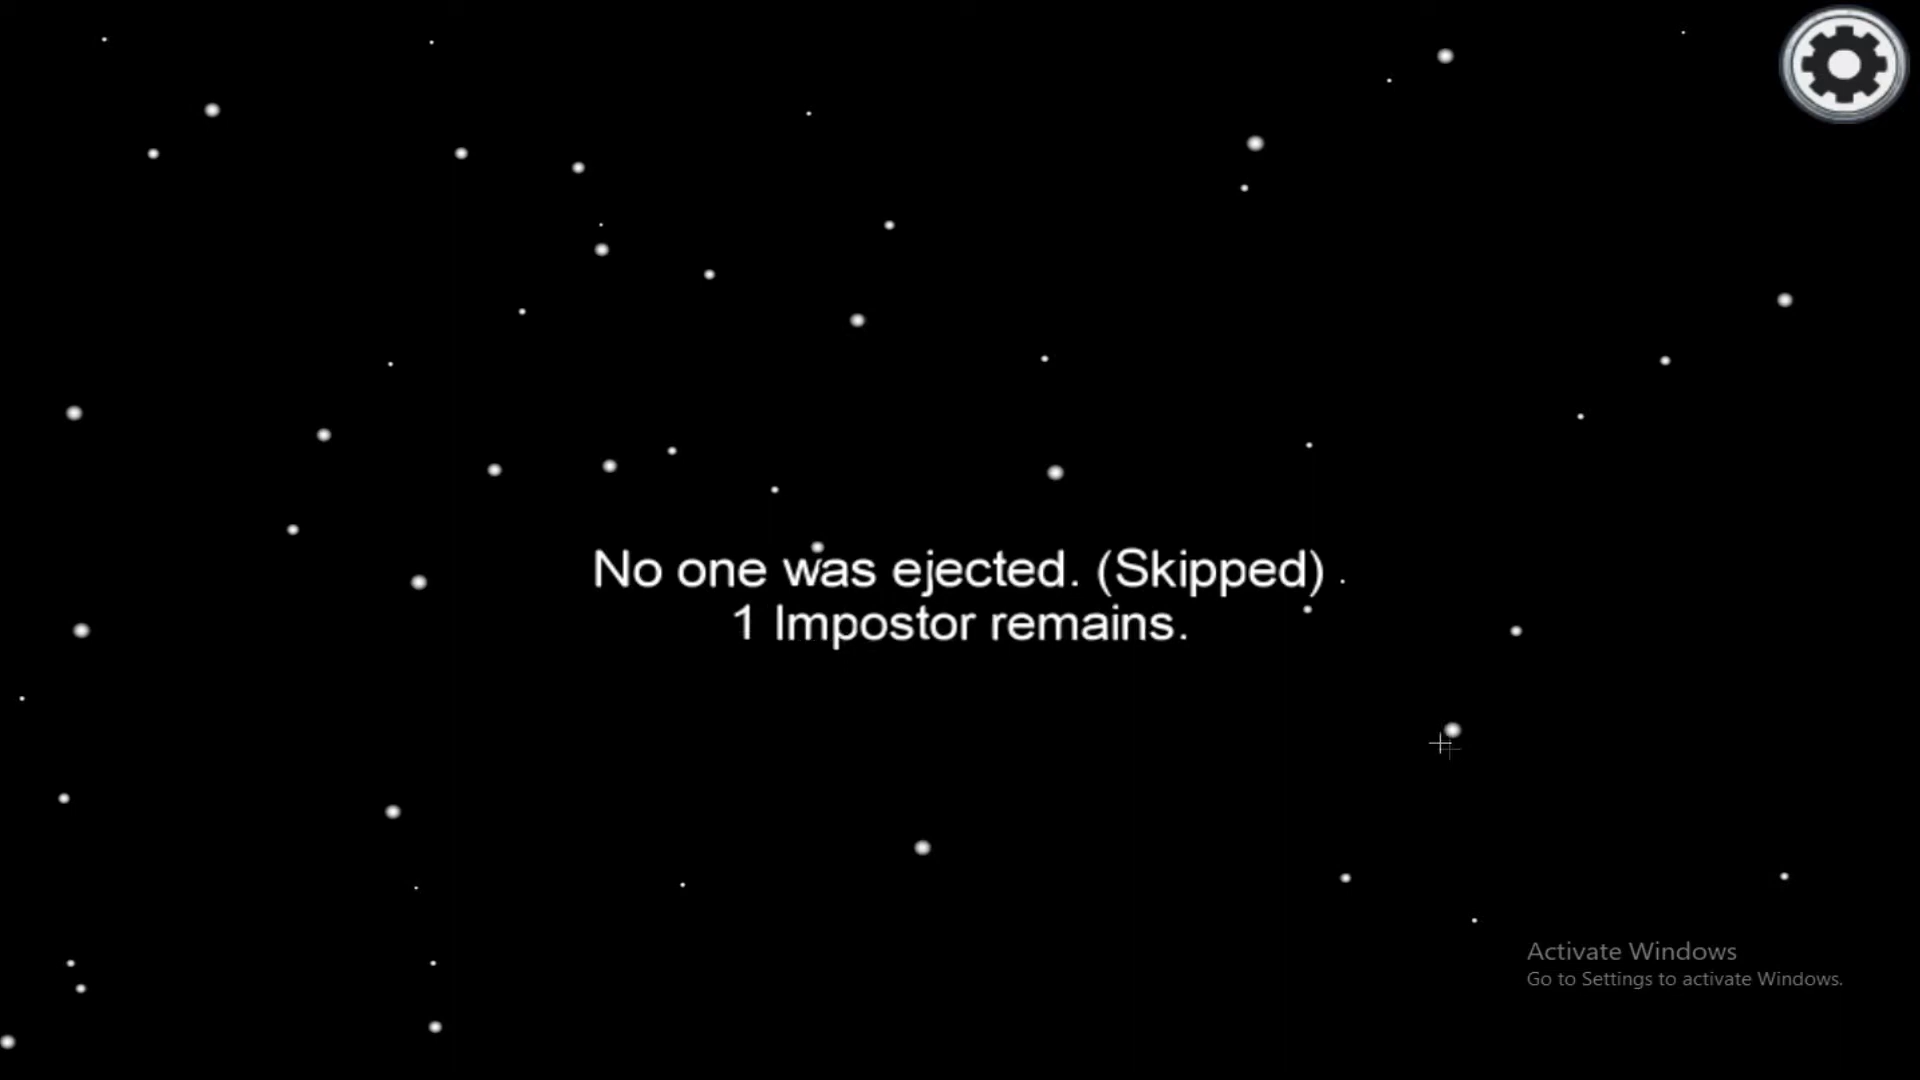 No one was ejected. (Skipped)
1 Impostor remains.
Activate Windows
Go to Settings to activate Windows.